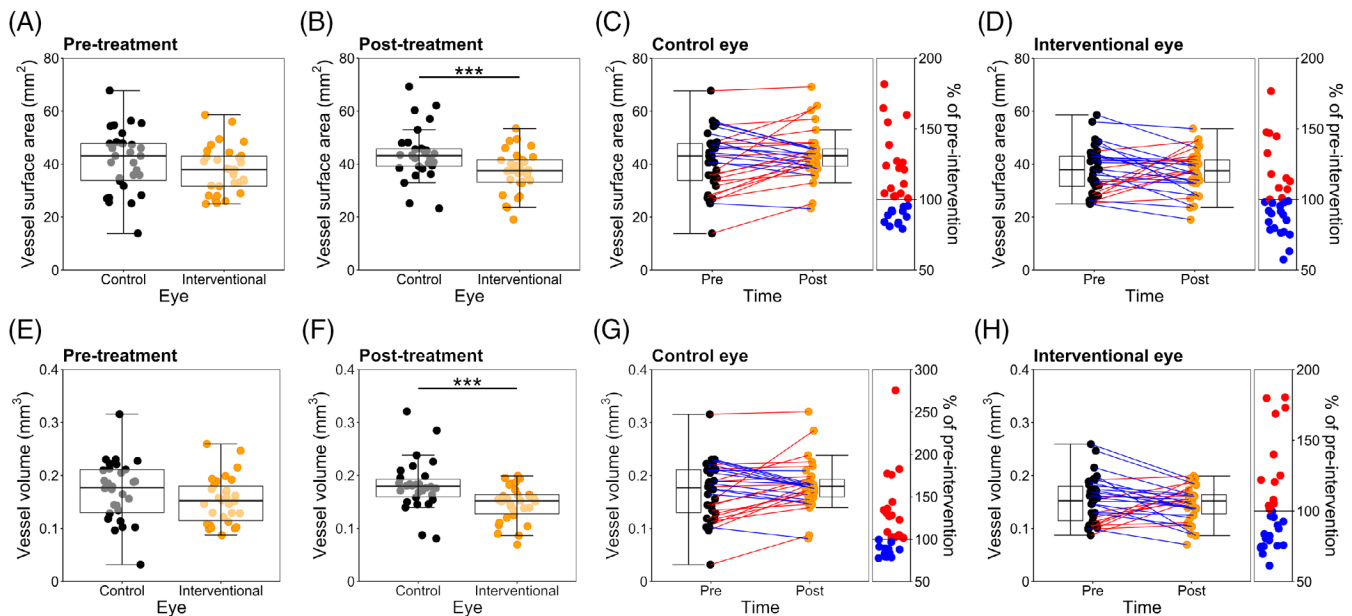 (A)
Pre-treatment
Vessel surface area (mm²)
80
60
40
20
0
Control
Interventional
Eye
(B)
Post-treatment
***
Vessel surface area (mm²)
80
60
40
20
0
Control
Interventional
Eye
(C)
Control eye
Vessel surface area (mm²)
80
60
40
20
0
Pre
Post
Time
200
150
100
50
% of pre-intervention
(D)
Interventional eye
Vessel surface area (mm²)
80
60
40
20
0
Pre
Post
Time
200
150
100
50
% of pre-intervention
(E)
Pre-treatment
Vessel volume (mm³)
0.4
0.3
0.2
0.1
0
Control
Interventional
Eye
(F)
Post-treatment
***
Vessel volume (mm³)
0.4
0.3
0.2
0.1
0
Control
Interventional
Eye
(G)
Control eye
Vessel volume (mm³)
0.4
0.3
0.2
0.1
0
Pre
Post
Time
300
250
200
150
100
50
% of pre-intervention
(H)
Interventional eye
Vessel volume (mm³)
0.4
0.3
0.2
0.1
0
Pre
Post
Time
200
150
100
50
% of pre-intervention